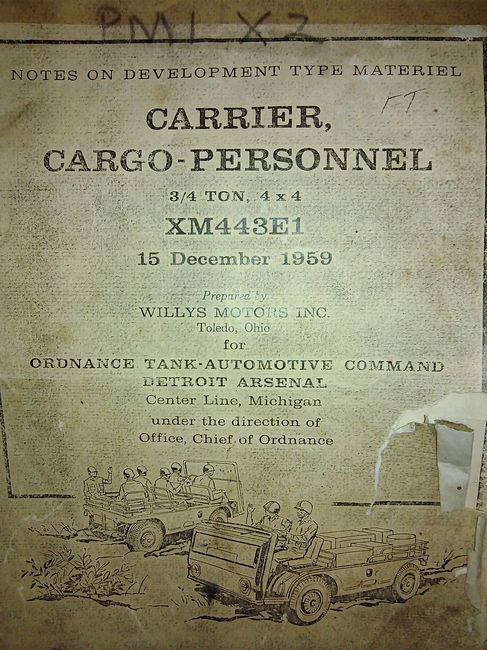 PML X2
NOTES ON DEVELOPMENT TYPE MATERIEL
FT
CARRIER,
CARGO-PERSONNEL
3/4 TON, 4 x 4
XM443E1
15 December 1959
Prepared by
WILLYS MOTORS INC.
Toledo, Ohio
for
ORDNANCE TANK-AUTOMOTIVE COMMAND
DETROIT ARSENAL
Center Line, Michigan
under the direction of
Office, Chief of Ordnance